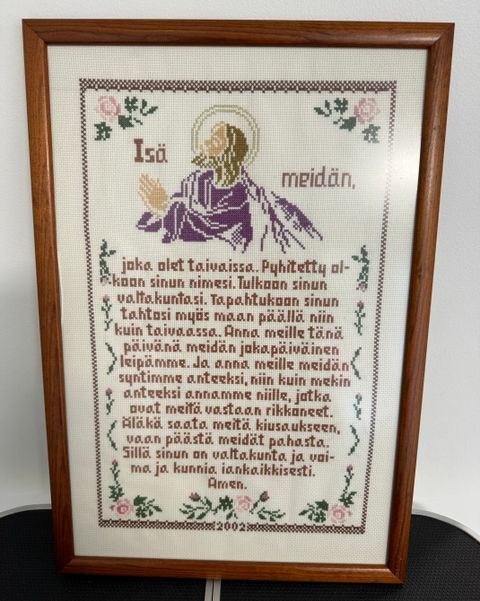 Isä
meidän,
joka olet taivaissa. Pyhitetty ol-
koon sinun nimesi. Tulkoon sinun
valtakuntasi. Tapahtukoon sinun
tahtosi myös maan päällä niin
kuin taivaassa. Anna meille tänä
päivänä meidän jokapäiväinen
leipämme. Ja anna meille meidän
syntimme anteeksi, niin kuin mekin
anteeksi annamme niille, jotka
ovat meitä vastaan rikkoneet.
Äläkä saata meitä kiusaukseen,
vaan päästä meidät pahasta.
Sillä sinun on valtakunta ja voi-
ma ja kunnia iankaikkisesti.
Amen.
2002